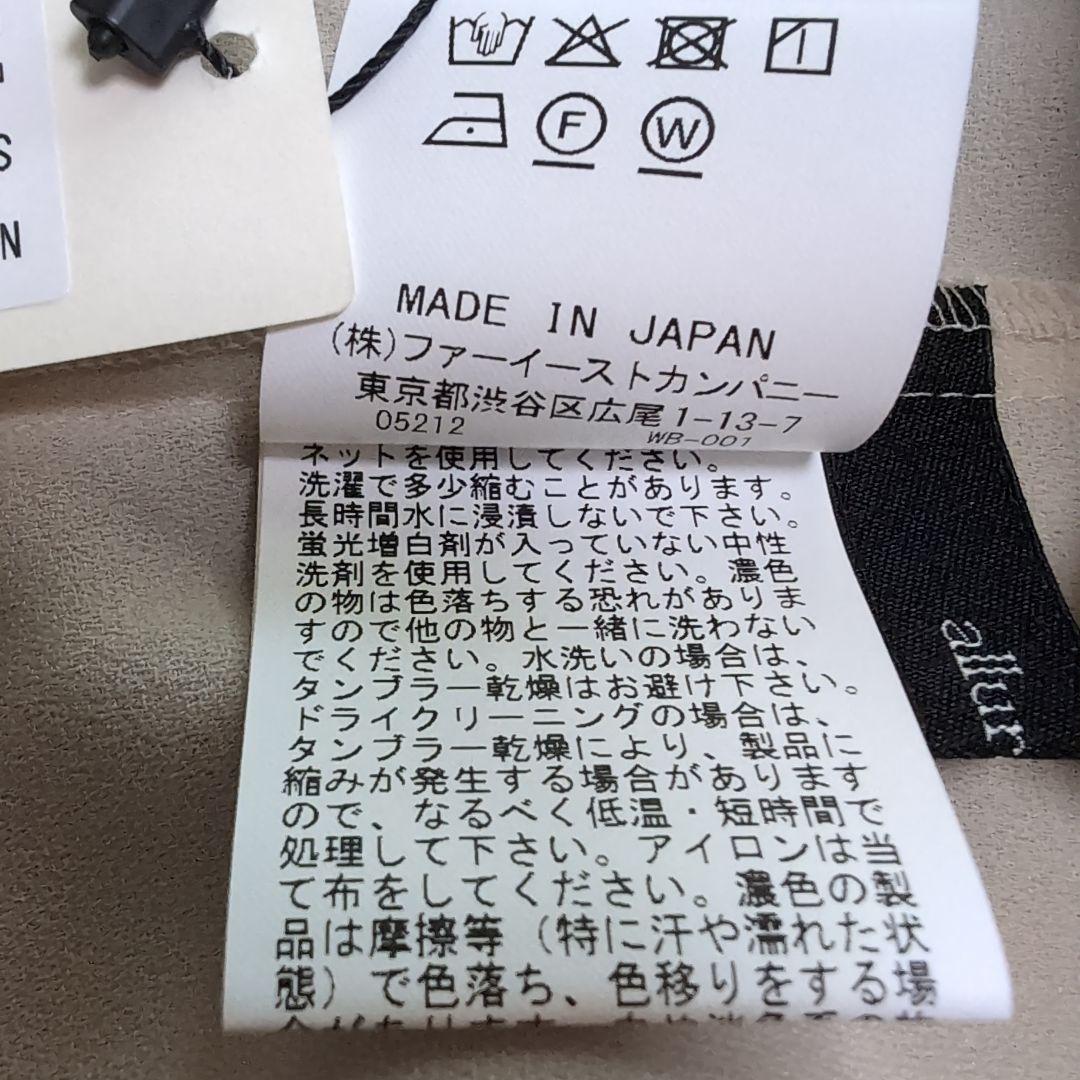 S
N
F
W
MADE IN JAPAN
(株)ファーイーストカンパニー
東京都渋谷区広尾1-13-7
05212 WB-001
ネットを使用してください。
洗濯で多少縮むことがあります。
長時間水に浸漬しないで下さい。
蛍光増白剤が入っていない中性
洗剤を使用してください。濃色
の物は色落ちする恐れがありま
すので他の物と一緒に洗わない
でください。水洗いの場合は、
タンブラー乾燥はお避け下さい。
ドライクリーニングの場合は、
タンブラー乾燥により、製品に
縮みが発生する場合があります
ので、なるべく低温・短時間で
処理して下さい。アイロンは当
て布をしてください。濃色の製
品は摩擦等（特に汗や濡れた状
態）で色落ち、色移りをする場
allur